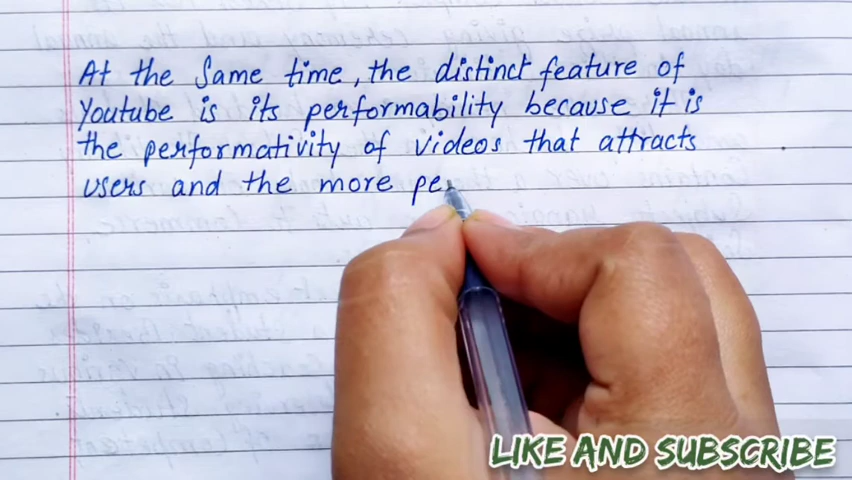 At the same time, the distinct feature of
Youtube is its performability because it is
the performativity of videos that attracts
users and the more pe
LIKE AND SUBSCRIBE